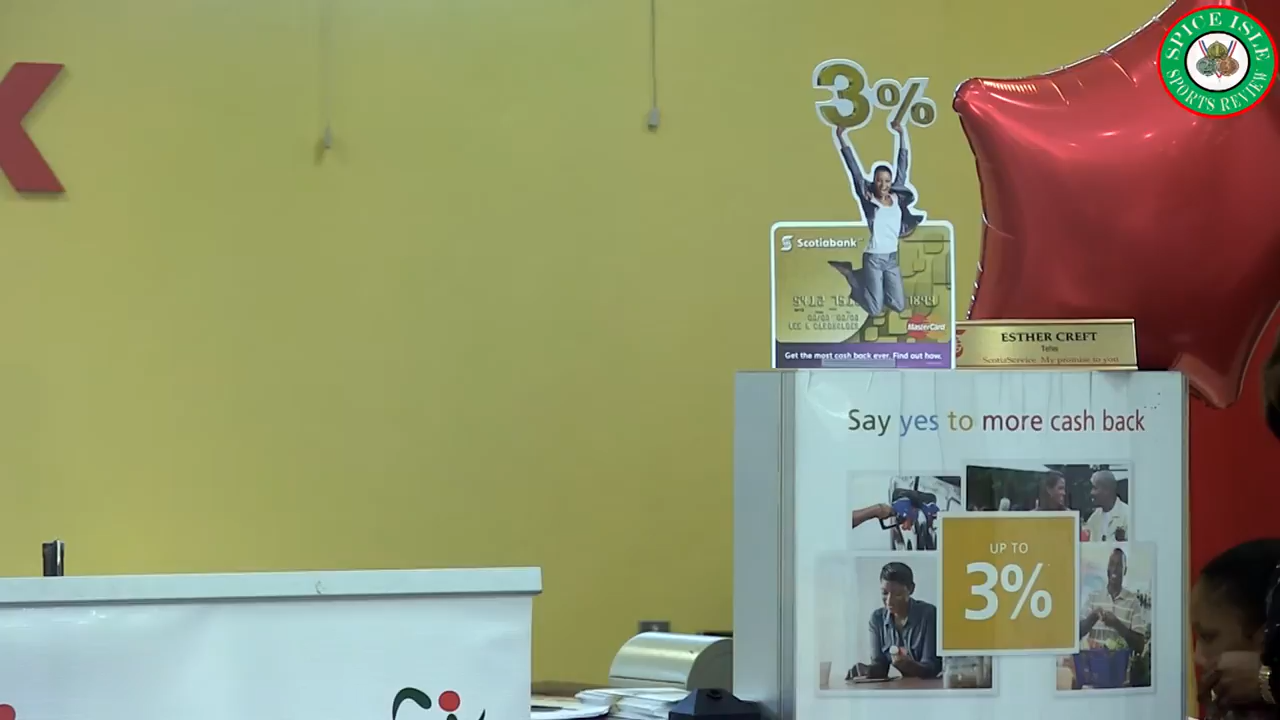 SPICE ISLE
SPORTS REVIEW
3%
Scotiabank
MasterCard
Get the most cash back ever. Find out how.
ESTHER CREFT
Teller
ScotiaService. My promise to you
Say yes to more cash back
UP TO
3%